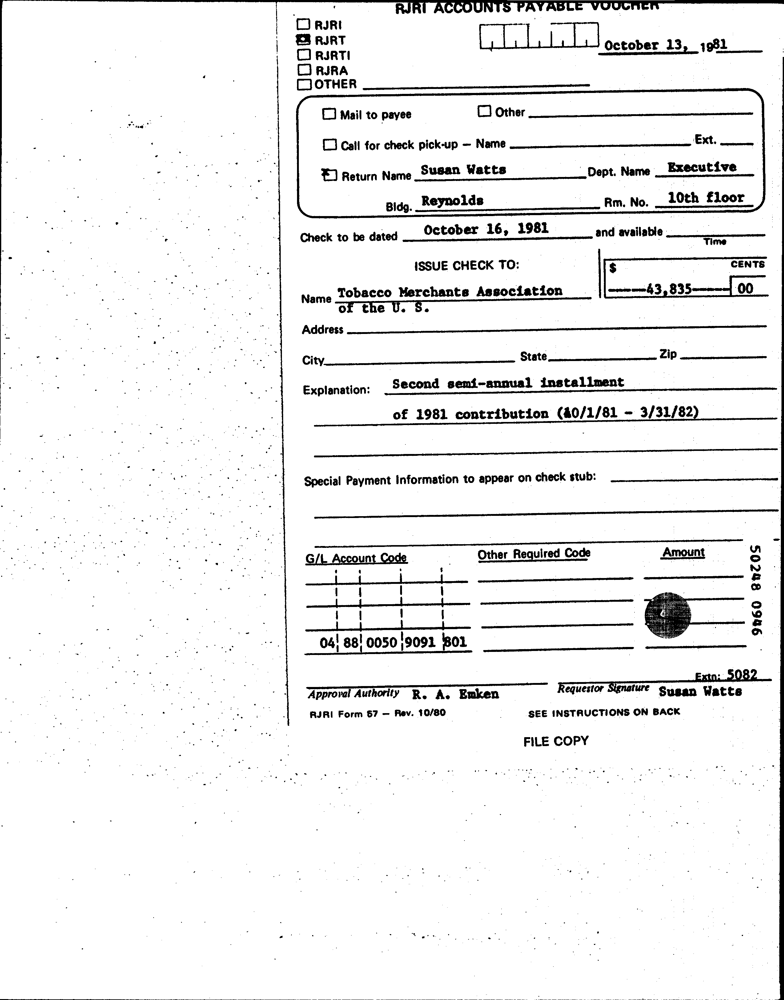 RJRI ACCOUNTS PAYABLE VOUCHER
RJRI
RJRT
RJRTI
RJRA
OTHER
October 13, 1981
Mail to payee Other
Call for check pick-up – Name Ext.
Return Name Susan Watts Dept. Name Executive
Bldg. Reynolds Rm. No. 10th floor
Check to be dated October 16, 1981 and available
Time
ISSUE CHECK TO: $ CENTS
Name Tobacco Merchants Association -----43,835----- 00
of the U. S.
Address
City State Zip
Explanation: Second semi-annual installment
of 1981 contribution (10/1/81 - 3/31/82)
Special Payment Information to appear on check stub:
G/L Account Code Other Required Code Amount
04 88 0050 9091 801
50248 0946
Extn: 5082
Approval Authority R. A. Emken Requestor Signature Susan Watts
RJRI Form 57 – Rev. 10/80 SEE INSTRUCTIONS ON BACK
FILE COPY